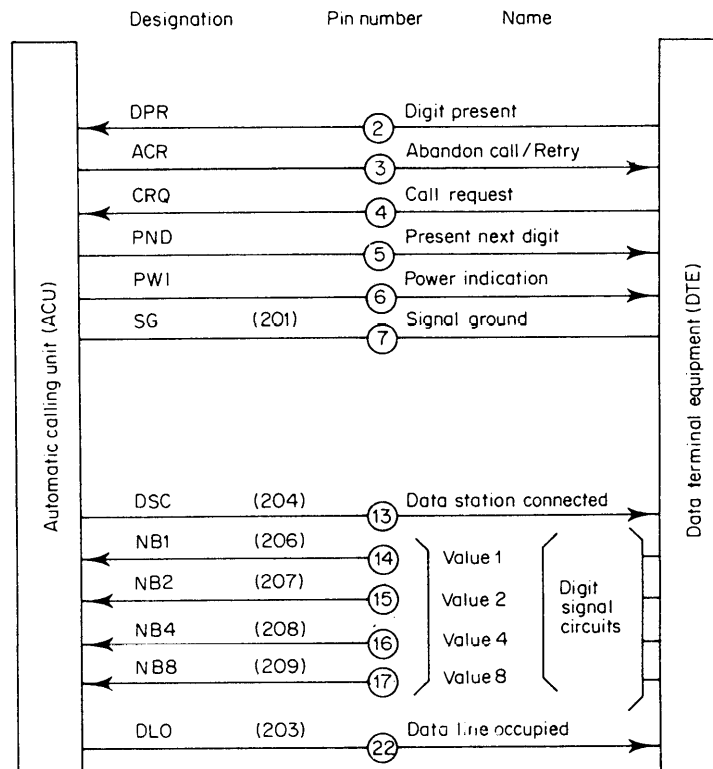 Designation Pin number Name
DPR 2 Digit present
ACR 3 Abandon call/Retry
CRQ 4 Call request
PND 5 Present next digit
PWI 6 Power indication
SG (201) 7 Signal ground
Automatic calling unit (ACU)
Data terminal equipment (DTE)
DSC (204) 13 Data station connected
NB1 (206) 14 Value 1
NB2 (207) 15 Value 2
NB4 (208) 16 Value 4
NB8 (209) 17 Value 8
Digit
signal
circuits
DLO (203) 22 Data line occupied